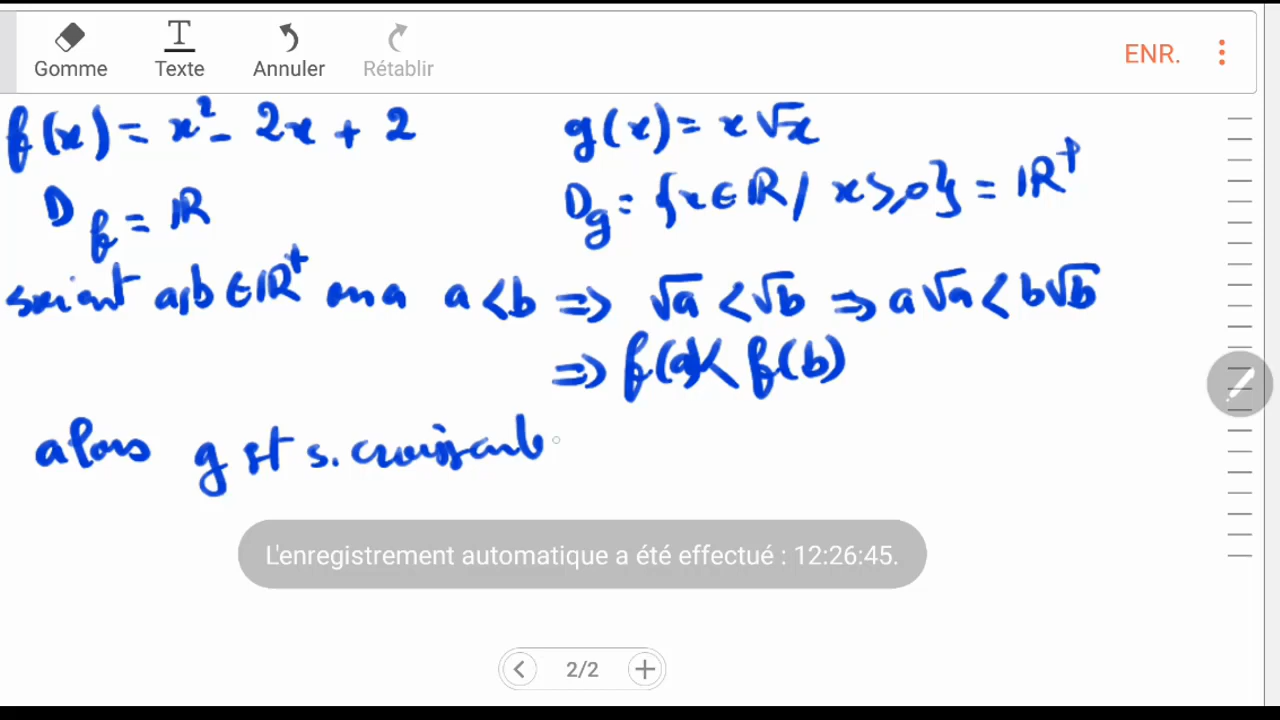 Gomme Texte Annuler Rétablir ENR.
f(x) = x² - 2x + 2 g(x) = x√x
D_f = ℝ D_g = {x ∈ ℝ / x ≥ 0} = ℝ⁺
soient a,b ∈ ℝ⁺ on a a < b ⇒ √a < √b ⇒ a√a < b√b
⇒ f(a) < f(b)
alors g est s. croissante
L'enregistrement automatique a été effectué : 12:26:45.
2/2